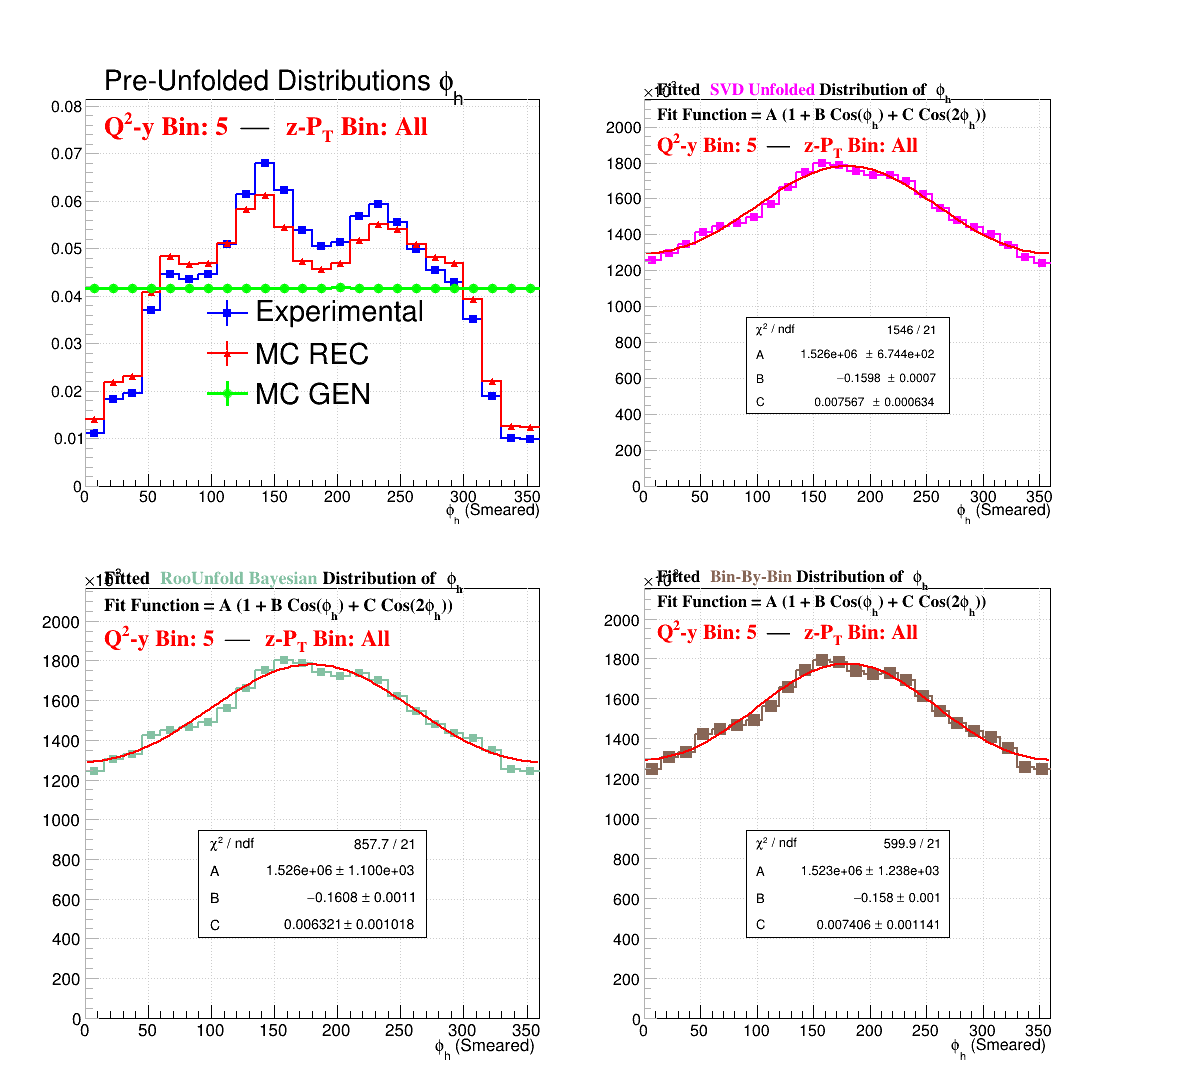 Pre-Unfolded Distributions ϕh
Q²-y Bin: 5 — z-PT Bin: All
0.08
0.07
0.06
0.05
0.04
0.03
0.02
0.01
0
Experimental
MC REC
MC GEN
0 50 100 150 200 250 300 350
ϕh (Smeared)
×10³
Fitted SVD Unfolded Distribution of ϕh
Fit Function = A (1 + B Cos(ϕh) + C Cos(2ϕh))
Q²-y Bin: 5 — z-PT Bin: All
2000
1800
1600
1400
1200
1000
800
600
400
200
0
χ² / ndf 1546 / 21
A 1.526e+06 ± 6.744e+02
B −0.1598 ± 0.0007
C 0.007567 ± 0.000634
0 50 100 150 200 250 300 350
ϕh (Smeared)
×10³
Fitted RooUnfold Bayesian Distribution of ϕh
Fit Function = A (1 + B Cos(ϕh) + C Cos(2ϕh))
Q²-y Bin: 5 — z-PT Bin: All
2000
1800
1600
1400
1200
1000
800
600
400
200
0
χ² / ndf 857.7 / 21
A 1.526e+06 ± 1.100e+03
B −0.1608 ± 0.0011
C 0.006321 ± 0.001018
0 50 100 150 200 250 300 350
ϕh (Smeared)
×10³
Fitted Bin-By-Bin Distribution of ϕh
Fit Function = A (1 + B Cos(ϕh) + C Cos(2ϕh))
Q²-y Bin: 5 — z-PT Bin: All
2000
1800
1600
1400
1200
1000
800
600
400
200
0
χ² / ndf 599.9 / 21
A 1.523e+06 ± 1.238e+03
B −0.158 ± 0.001
C 0.007406 ± 0.001141
0 50 100 150 200 250 300 350
ϕh (Smeared)